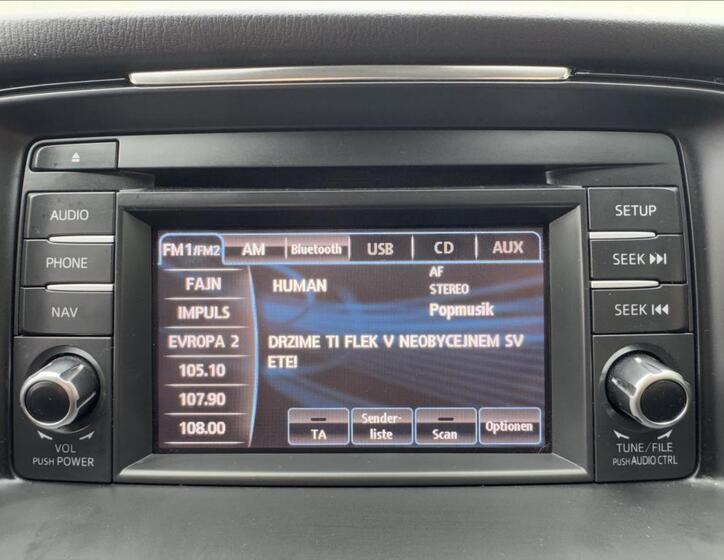 AUDIO
PHONE
NAV
VOL
PUSH POWER
FM1/FM2 AM Bluetooth USB CD AUX
FAJN
IMPULS
EVROPA 2
105.10
107.90
108.00
HUMAN
AF
STEREO
Popmusik
DRZIME TI FLEK V NEOBYCEJNEM SV
ETE!
TA
Sender-
liste
Scan
Optionen
SETUP
SEEK
SEEK
TUNE/FILE
PUSH AUDIO CTRL